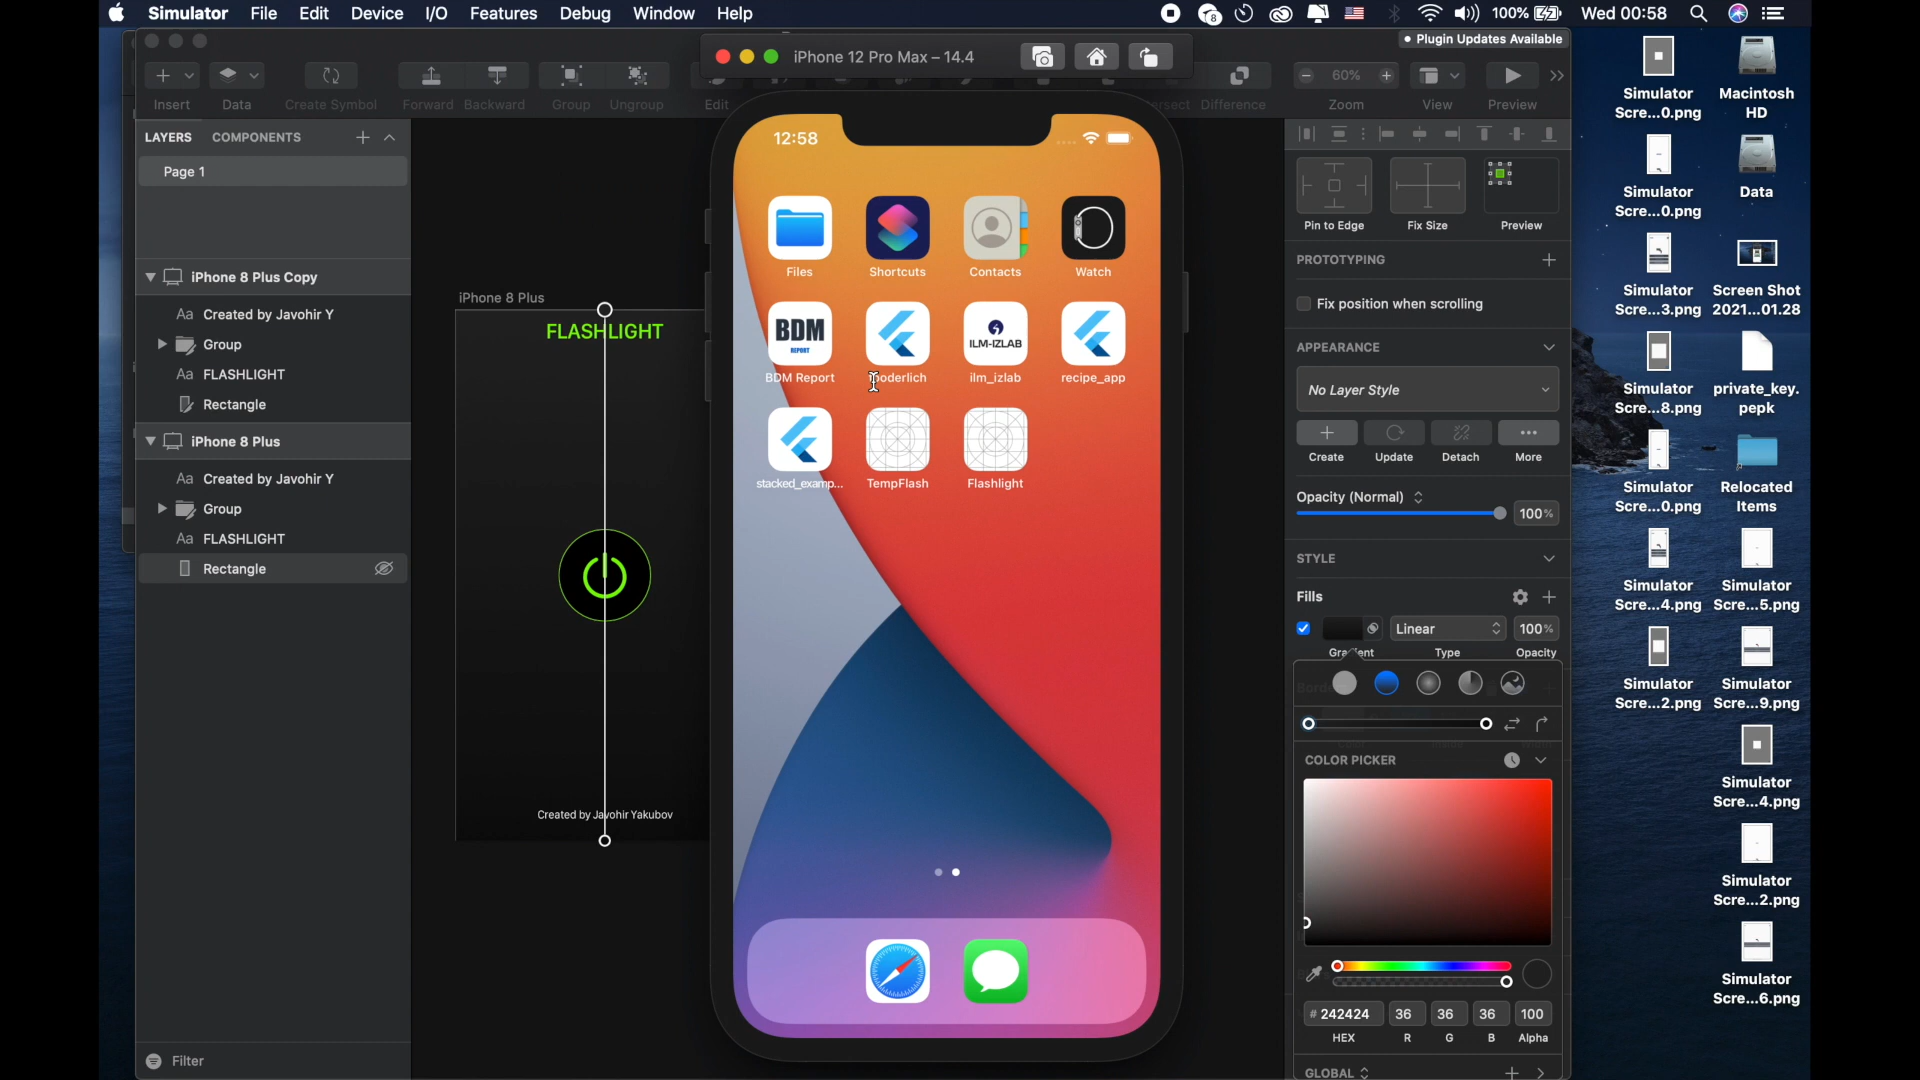 Simulator File Edit Device I/O Features Debug Window Help
8
100% Wed 00:58
Plugin Updates Available
iPhone 12 Pro Max – 14.4
60%
Insert Data Create Symbol Forward Backward Group Ungroup Edit Difference Zoom View Preview
LAYERS COMPONENTS
Page 1
iPhone 8 Plus Copy
Aa Created by Javohir Y
Group
Aa FLASHLIGHT
Rectangle
iPhone 8 Plus
Aa Created by Javohir Y
Group
Aa FLASHLIGHT
Rectangle
Filter
iPhone 8 Plus
FLASHLIGHT
Created by Javohir Yakubov
12:58
Files Shortcuts Contacts Watch
BDM
REPORT
ILM-IZLAB
BDM Report
ilm_izlab recipe_app
stacked_examp... TempFlash Flashlight
Pin to Edge Fix Size Preview
PROTOTYPING
Fix position when scrolling
APPEARANCE
No Layer Style
Create Update Detach More
Opacity (Normal)
100%
STYLE
Fills
Linear 100%
Gradient Type Opacity
COLOR PICKER
# 242424 36 36 36 100
HEX R G B Alpha
GLOBAL
Simulator
Scre...0.png
Macintosh
HD
Simulator
Scre...0.png
Data
Simulator
Scre...3.png
Screen Shot
2021...01.28
Simulator
Scre...8.png
private_key.
pepk
Simulator
Scre...0.png
Relocated
Items
Simulator
Scre...4.png
Simulator
Scre...5.png
Simulator
Scre...2.png
Simulator
Scre...9.png
Simulator
Scre...4.png
Simulator
Scre...2.png
Simulator
Scre...6.png